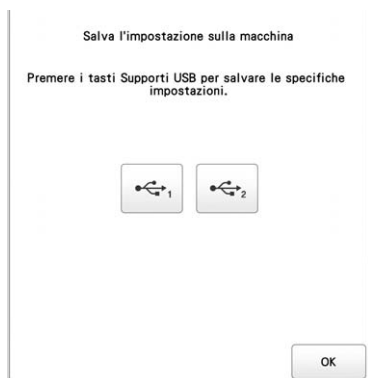 Salva l'impostazione sulla macchina
Premere i tasti Supporti USB per salvare le specifiche
impostazioni.
1 2
OK